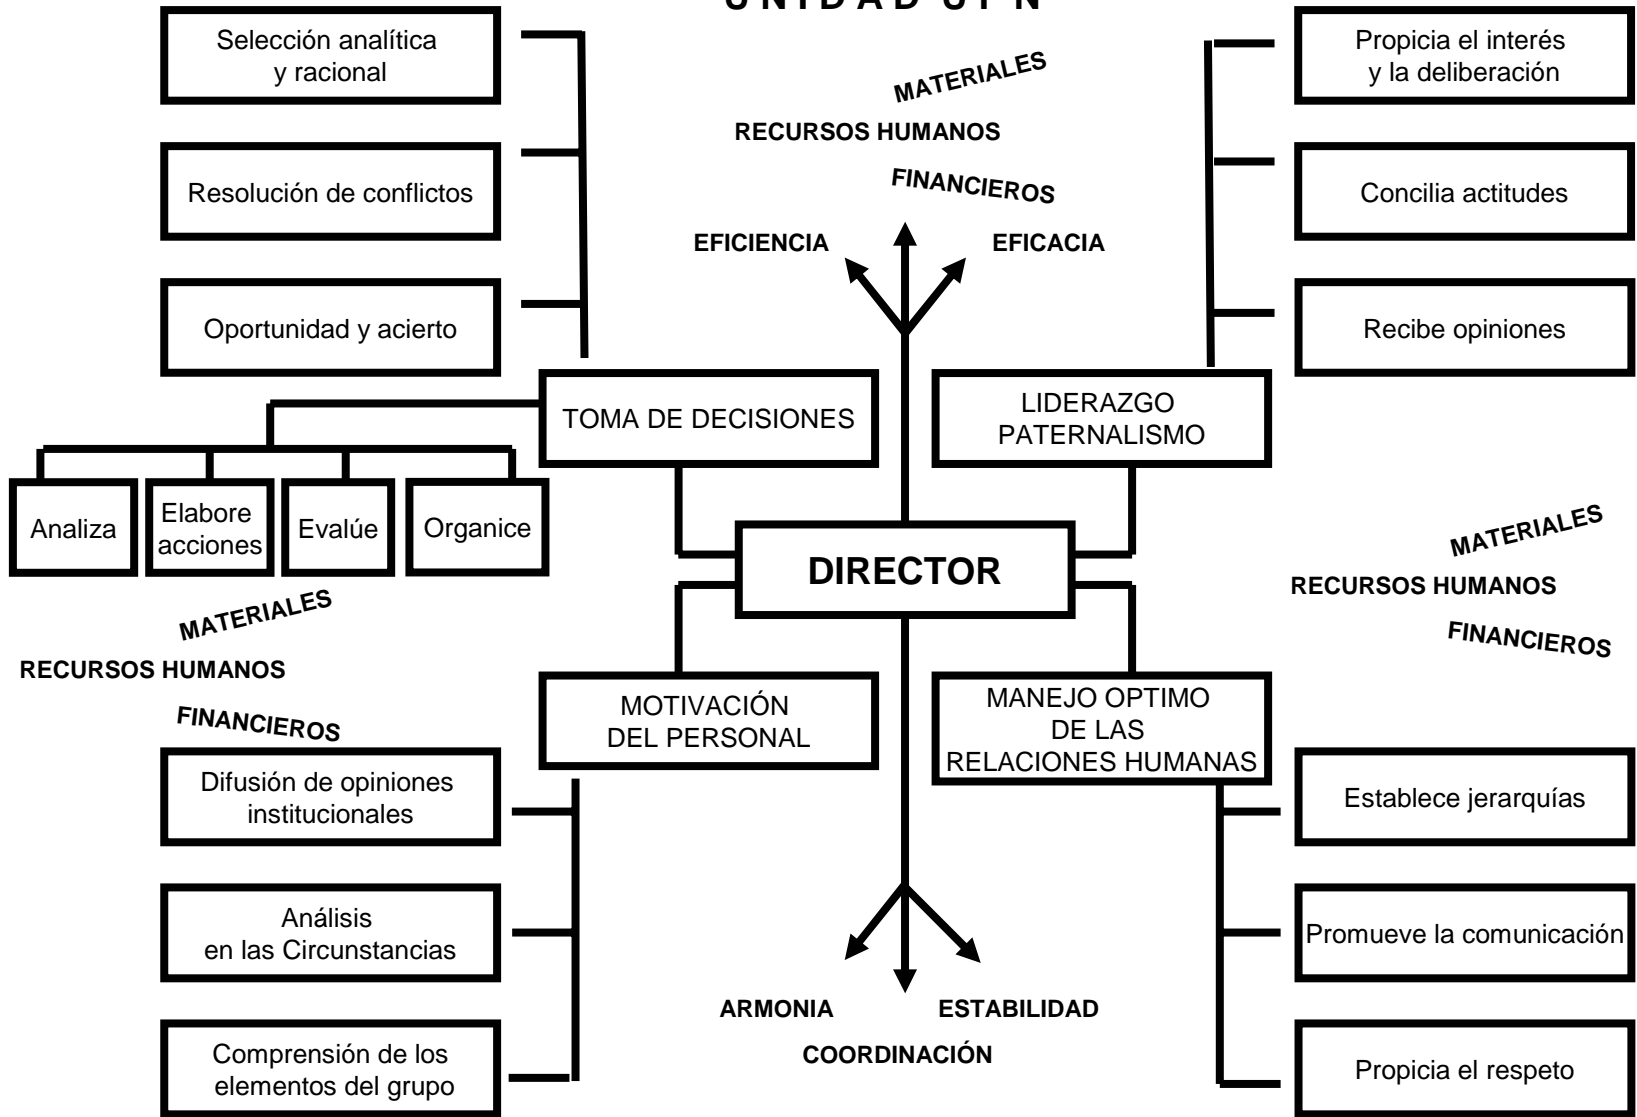 UNIDAD UPN
Selección analítica
y racional
Resolución de conflictos
Oportunidad y acierto
MATERIALES
RECURSOS HUMANOS
FINANCIEROS
EFICIENCIA
EFICACIA
Propicia el interés
y la deliberación
Concilia actitudes
Recibe opiniones
TOMA DE DECISIONES
LIDERAZGO
PATERNALISMO
Analiza
Elabore
acciones
Evalúe
Organice
DIRECTOR
MATERIALES
RECURSOS HUMANOS
FINANCIEROS
MATERIALES
RECURSOS HUMANOS
FINANCIEROS
MOTIVACIÓN
DEL PERSONAL
MANEJO OPTIMO
DE LAS
RELACIONES HUMANAS
Difusión de opiniones
institucionales
Análisis
en las Circunstancias
Comprensión de los
elementos del grupo
Establece jerarquías
Promueve la comunicación
Propicia el respeto
ARMONIA
ESTABILIDAD
COORDINACIÓN